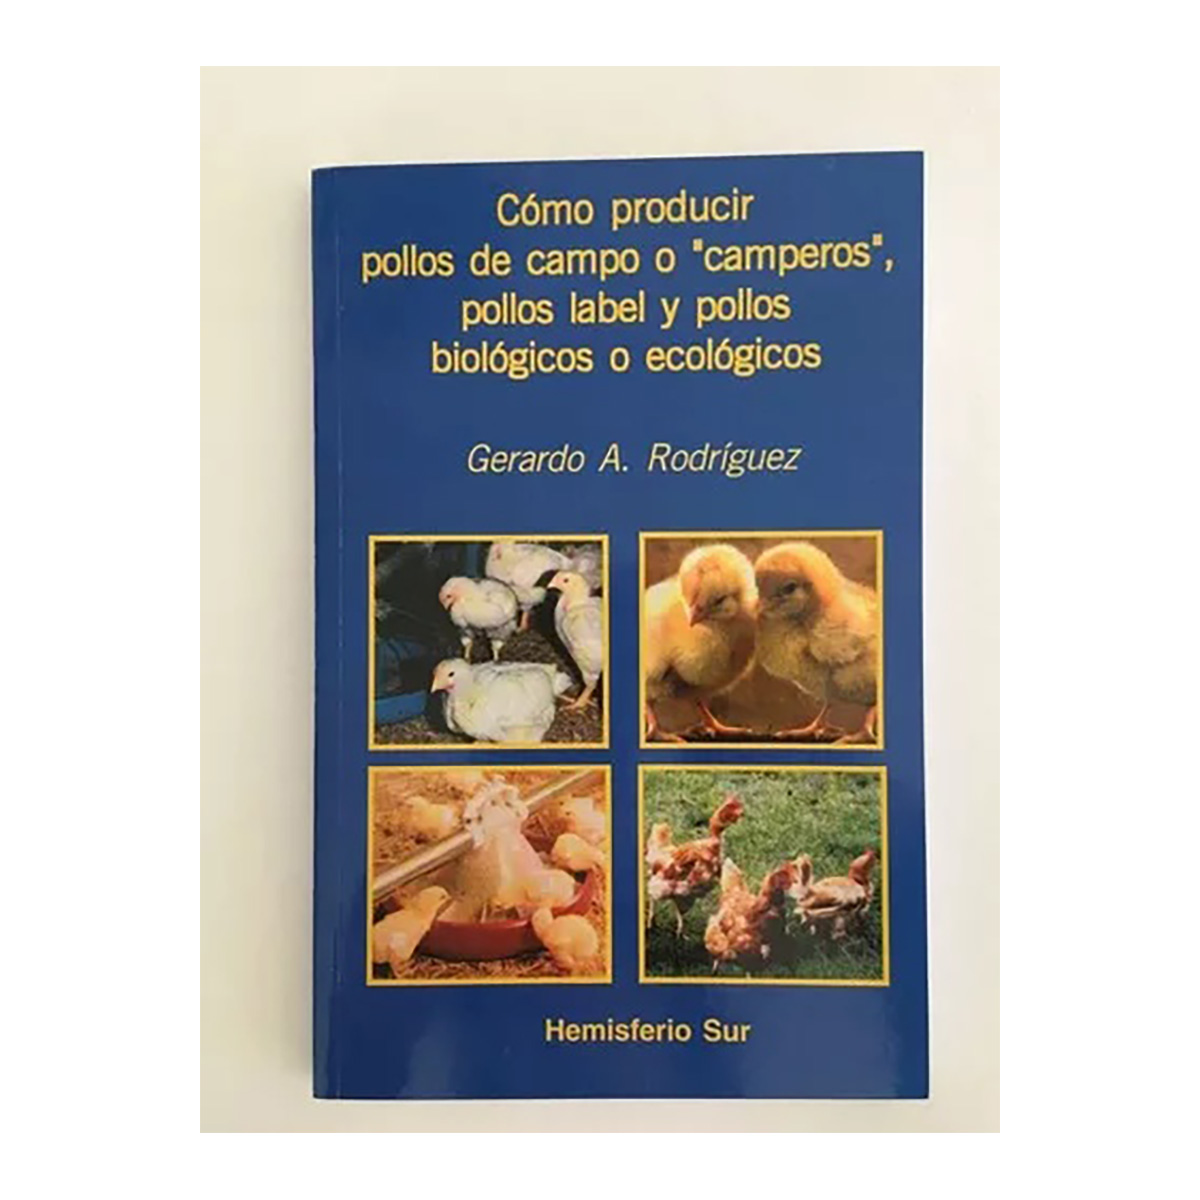 Cómo producir
pollos de campo o "camperos",
pollos label y pollos
biológicos o ecológicos
Gerardo A. Rodríguez
Hemisferio Sur